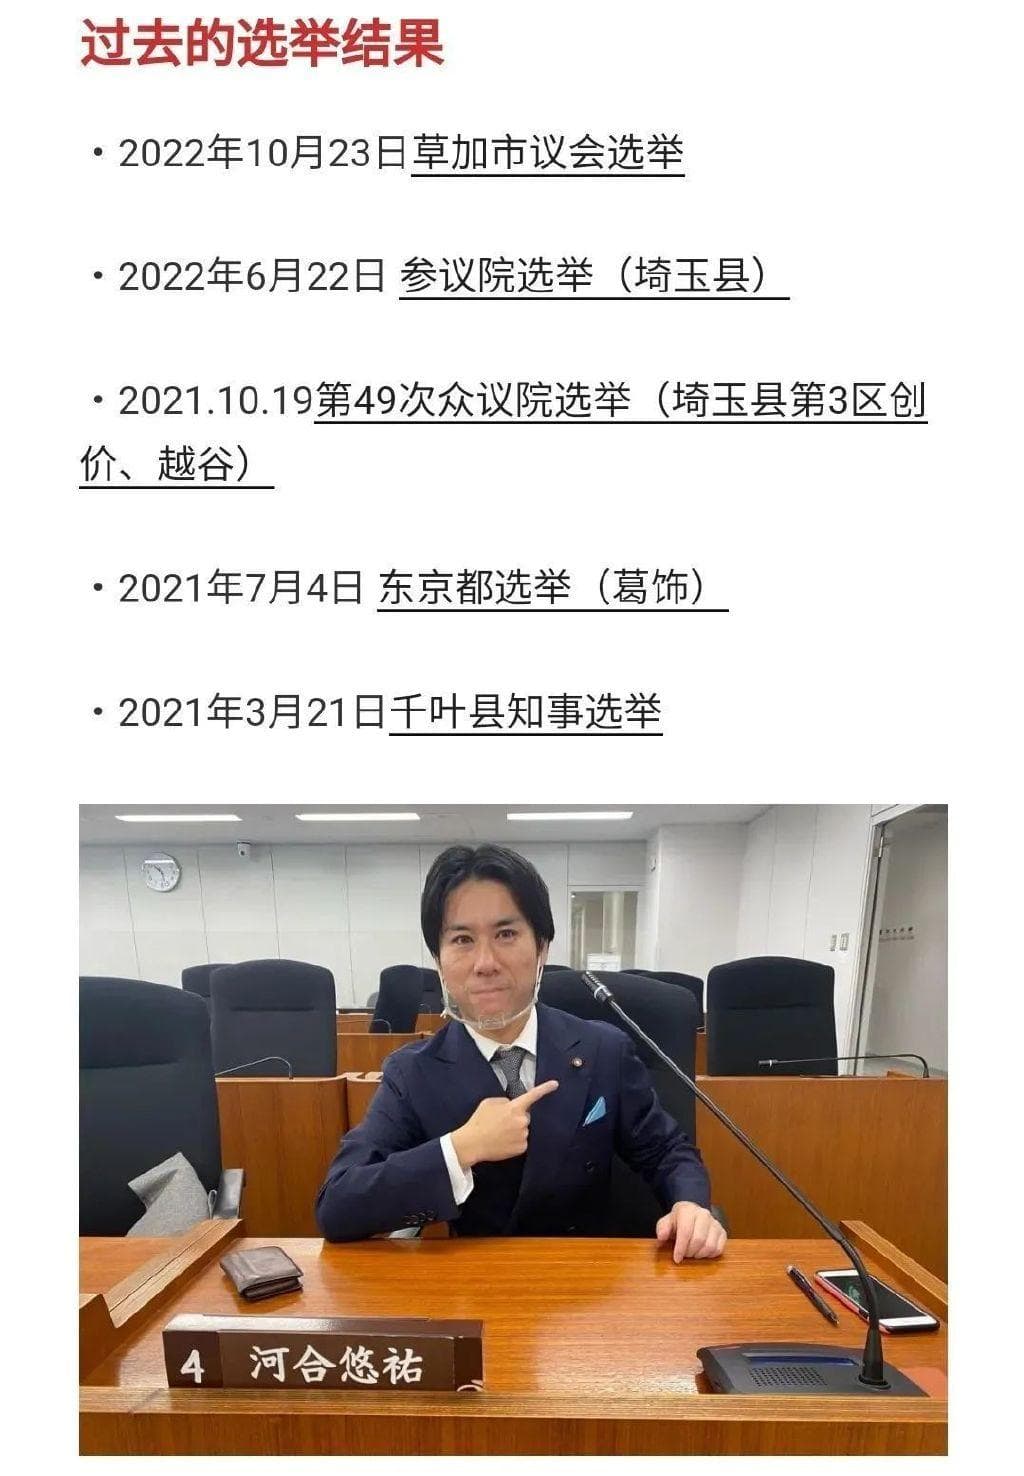 过去的选举结果
・2022年10月23日草加市议会选举
・2022年6月22日 参议院选举（埼玉县）
・2021.10.19第49次众议院选举（埼玉县第3区创
价、越谷）
・2021年7月4日 东京都选举（葛饰）
・2021年3月21日千叶县知事选举
4 河合悠祐